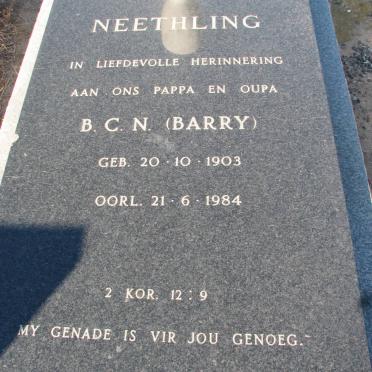 NEETHLING
IN LIEFDEVOLLE HERINNERING
AAN ONS PAPPA EN OUPA
B. C. N. (BARRY)
GEB. 20 · 10 · 1903
OORL. 21 · 6 · 1984
2 KOR. 12 : 9
MY GENADE IS VIR JOU GENOEG.~